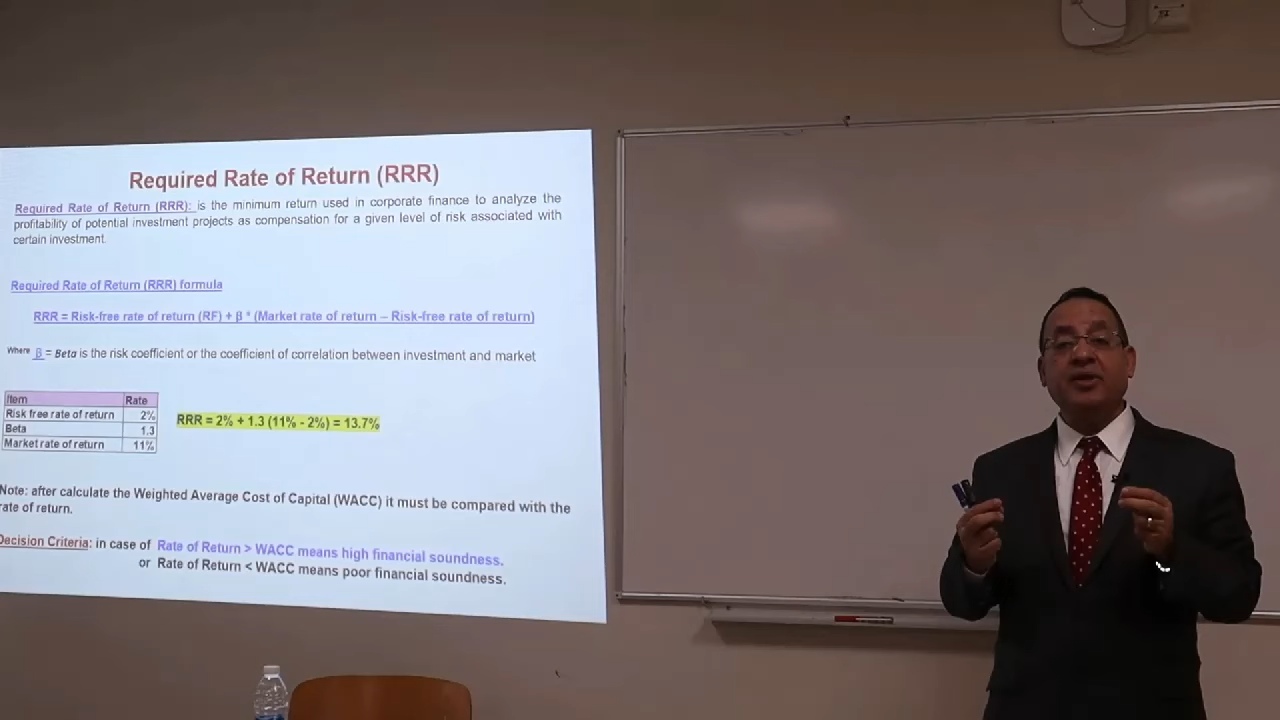 Required Rate of Return (RRR)
Required Rate of Return (RRR): is the minimum return used in corporate finance to analyze the
profitability of potential investment projects as compensation for a given level of risk associated with
certain investment.
Required Rate of Return (RRR) formula
RRR = Risk-free rate of return (RF) + β * (Market rate of return – Risk-free rate of return)
Where β = Beta is the risk coefficient or the coefficient of correlation between investment and market
Item Rate
Risk free rate of return 2%
Beta 1.3
Market rate of return 11%
RRR = 2% + 1.3 (11% - 2%) = 13.7%
Note: after calculate the Weighted Average Cost of Capital (WACC) it must be compared with the
rate of return.
Decision Criteria: in case of Rate of Return > WACC means high financial soundness.
or Rate of Return < WACC means poor financial soundness.